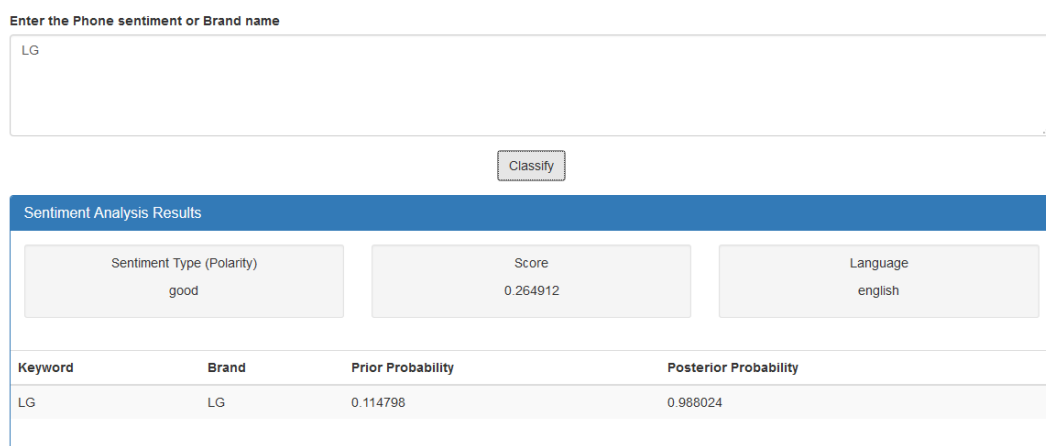 Enter the Phone sentiment or Brand name
LG
Classify
Sentiment Analysis Results
Sentiment Type (Polarity) Score Language
good 0.264912 english
Keyword Brand Prior Probability Posterior Probability
LG LG 0.114798 0.988024